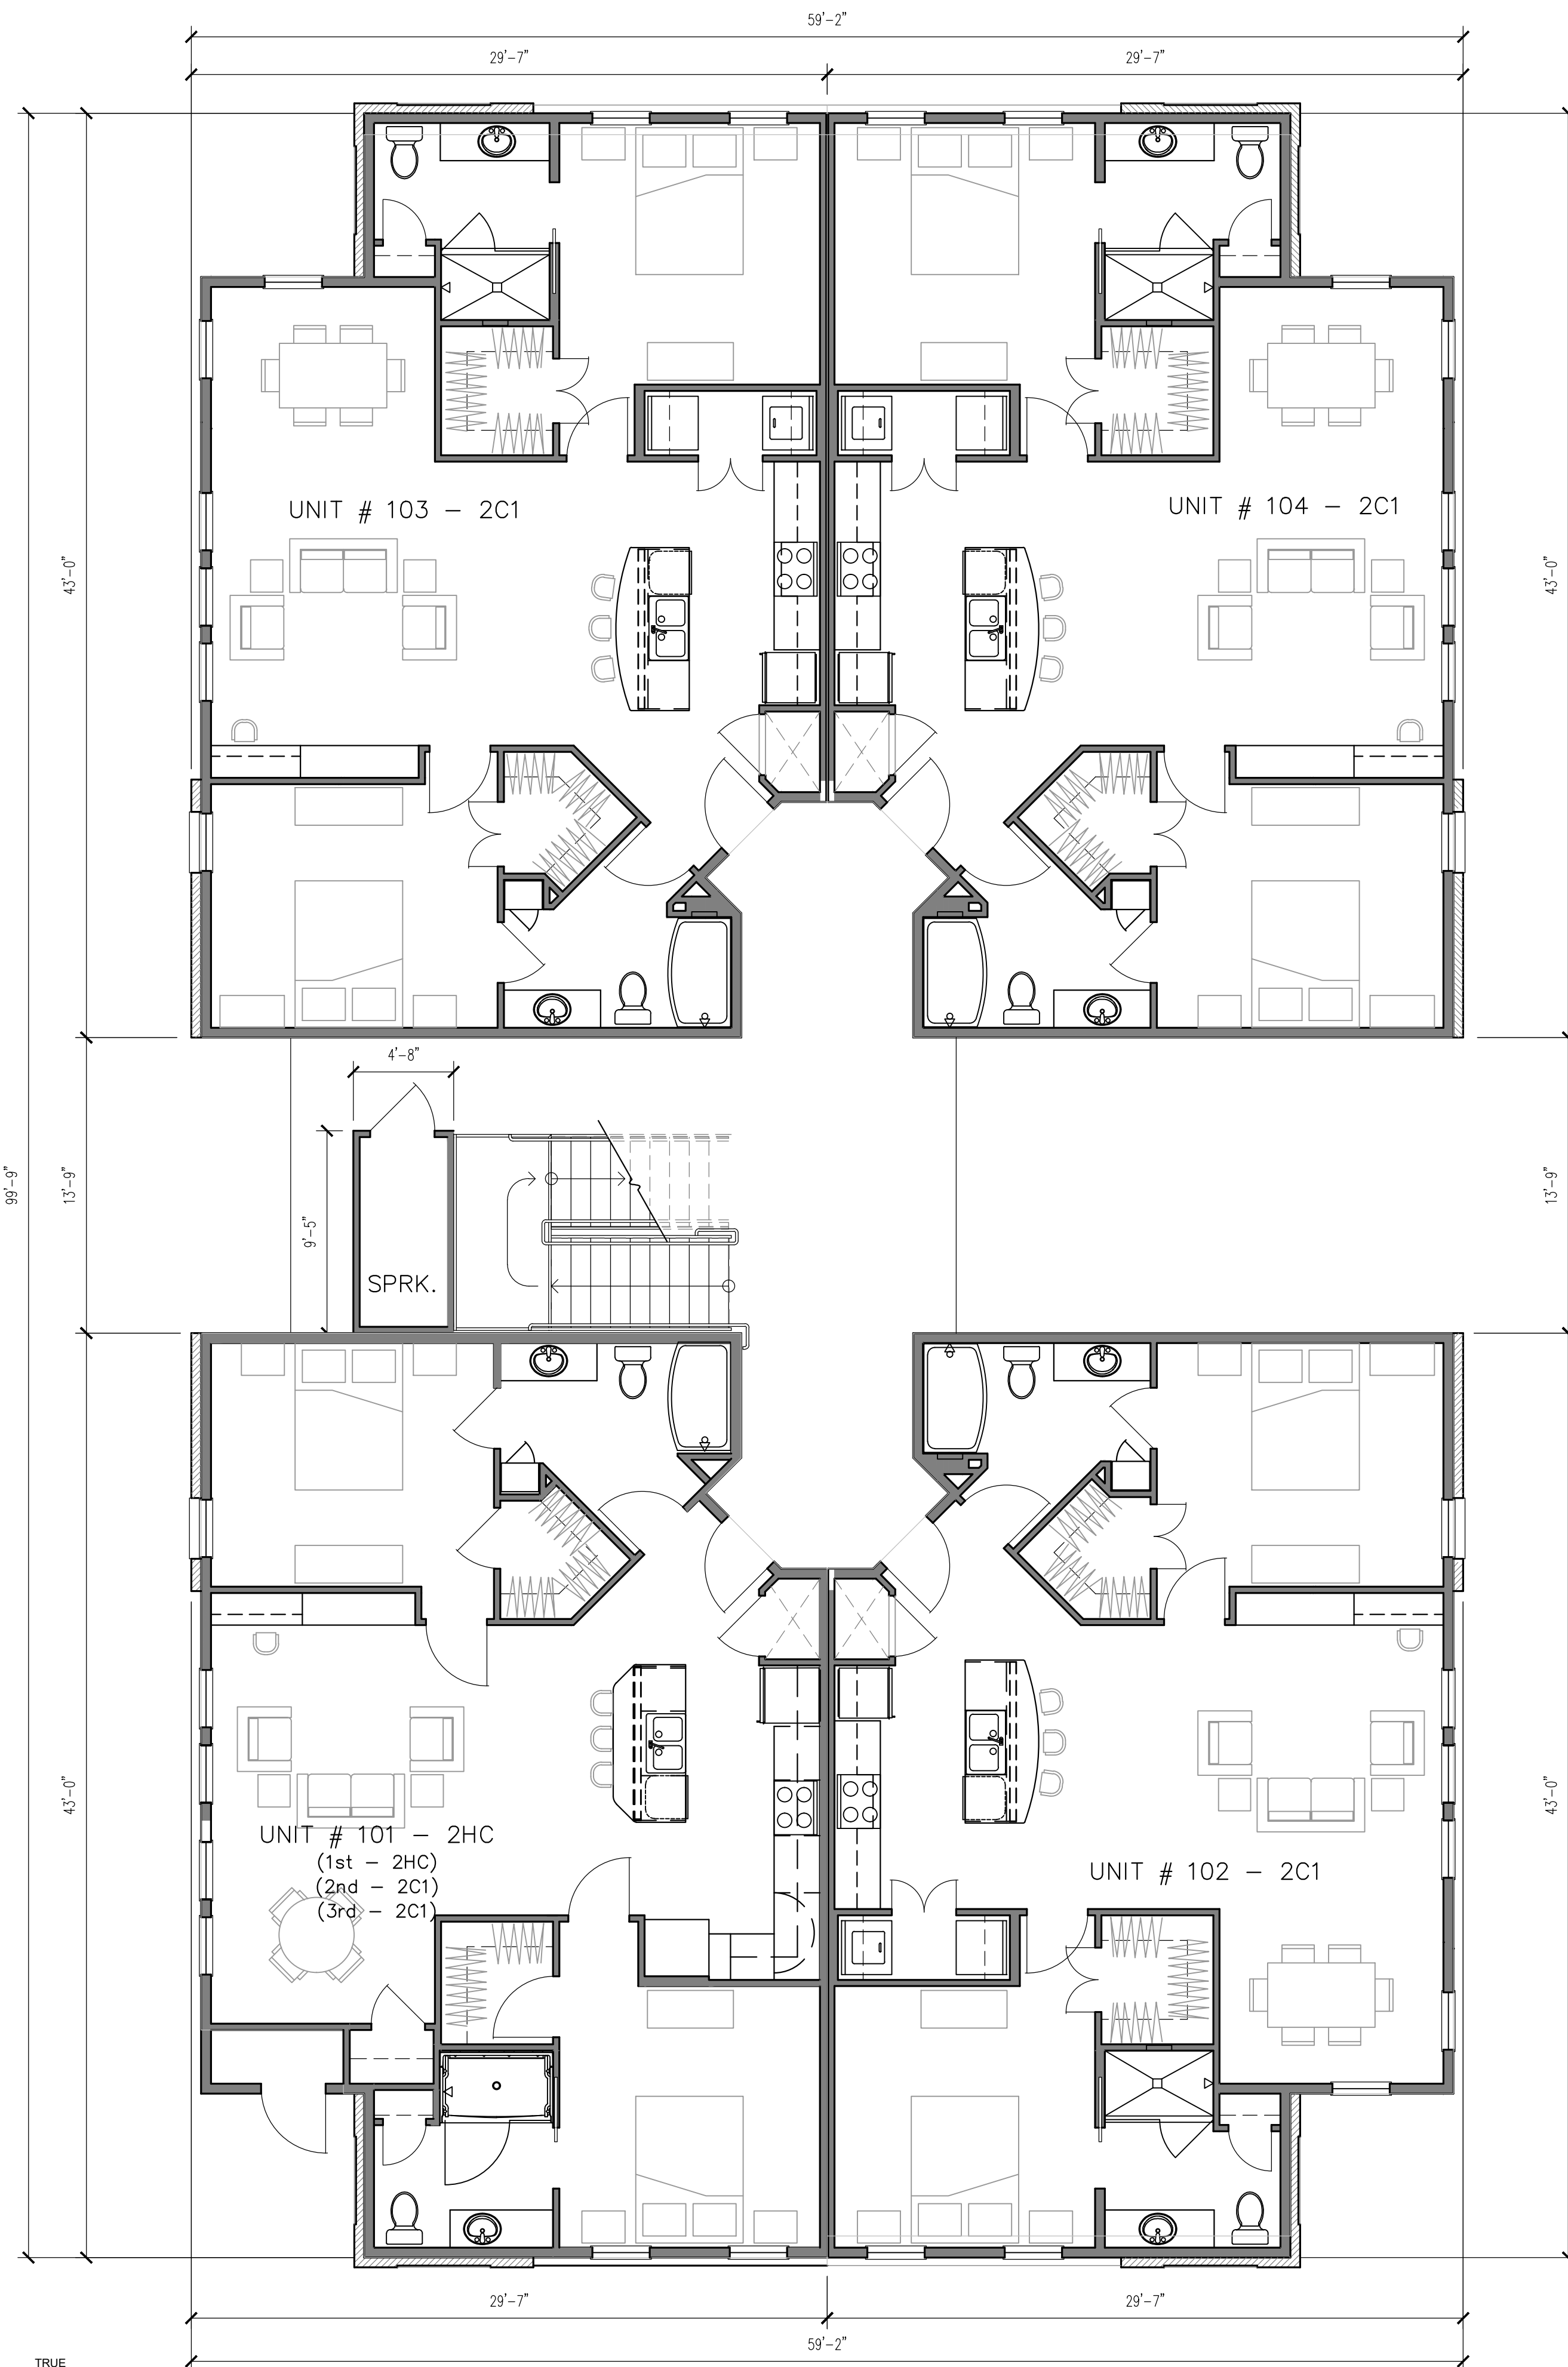 59'-2"
29'-7"
29'-7"
UNIT # 103 - 2C1
UNIT # 104 - 2C1
43'-0"
43'-0"
4'-8"
99'-9"
13'-9"
9'-5"
SPRK.
13'-9"
43'-0"
43'-0"
UNIT # 101 - 2HC
(1st - 2HC)
(2nd - 2C1)
(3rd - 2C1)
UNIT # 102 - 2C1
29'-7"
29'-7"
59'-2"
TRUE